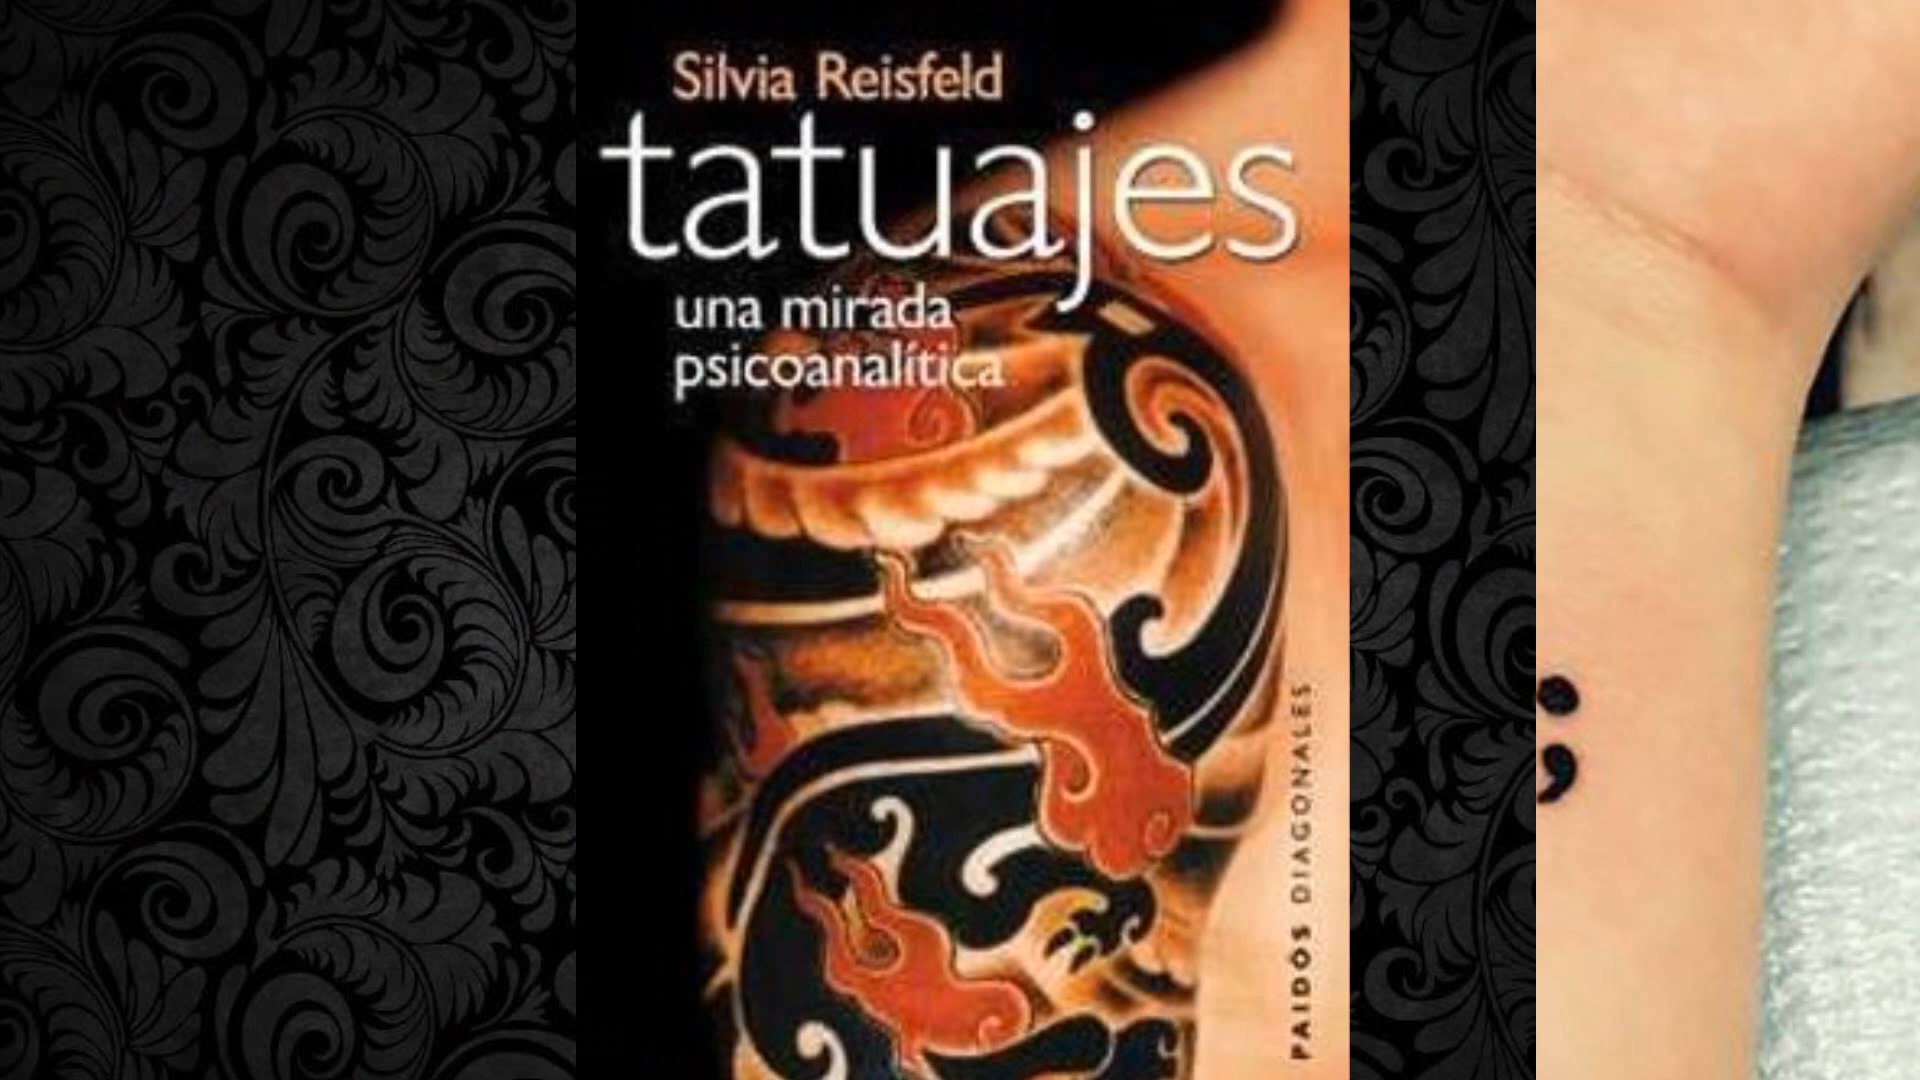 Silvia Reisfeld
tatuajes
una mirada
psicoanalítica
PAIDÓS DIAGONALES
;